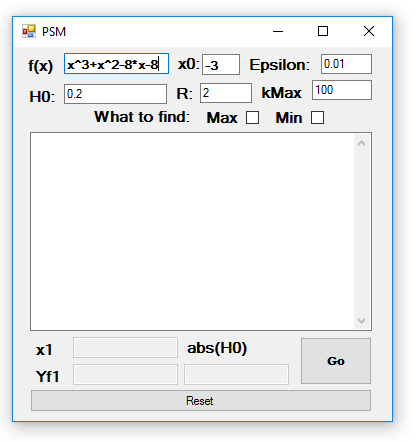 PSM
f(x) x^3+x^2-8*x-8 x0: -3 Epsilon: 0.01
H0: 0.2 R: 2 kMax 100
What to find: Max Min
x1 abs(H0)
Yf1
Go
Reset